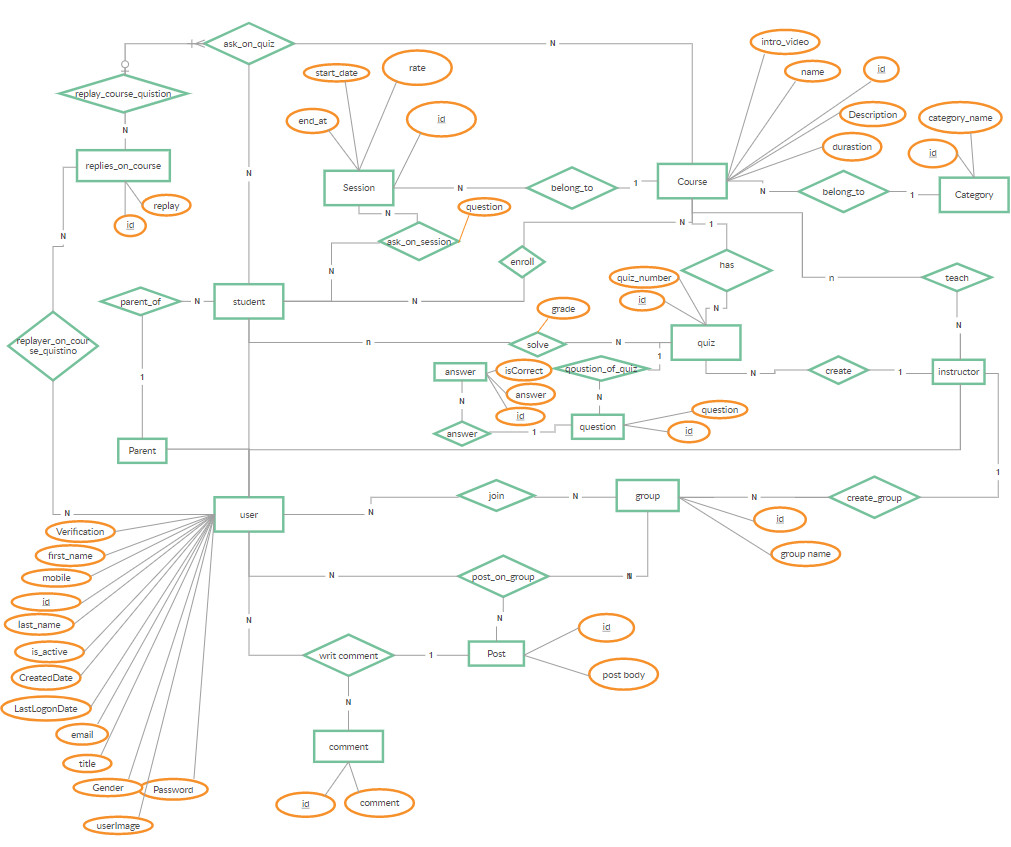 ask_on_quiz
N
intro_video
name
id
start_date
rate
replay_course_quistion
Description
category_name
end_at
id
N
durastion
id
replies_on_course
N
Session
N
belong_to
1
Course
N
belong_to
1
Category
replay
question
id
N
N
1
N
ask_on_session
enroll
has
N
n
teach
quiz_number
id
parent_of
N
student
N
grade
N
N
replayer_on_cour
se_quistino
n
solve
N
quiz
1
qoustion_of_quiz
answer
isCorrect
1
N
create
1
instructor
answer
N
N
id
question
answer
1
question
id
Parent
1
user
N
N
join
N
group
N
create_group
id
group name
Verification
first_name
mobile
id
last_name
is_active
CreatedDate
LastLogonDate
email
title
Gender
Password
userImage
N
post_on_group
N
N
N
id
writ comment
1
Post
post body
N
comment
id
comment